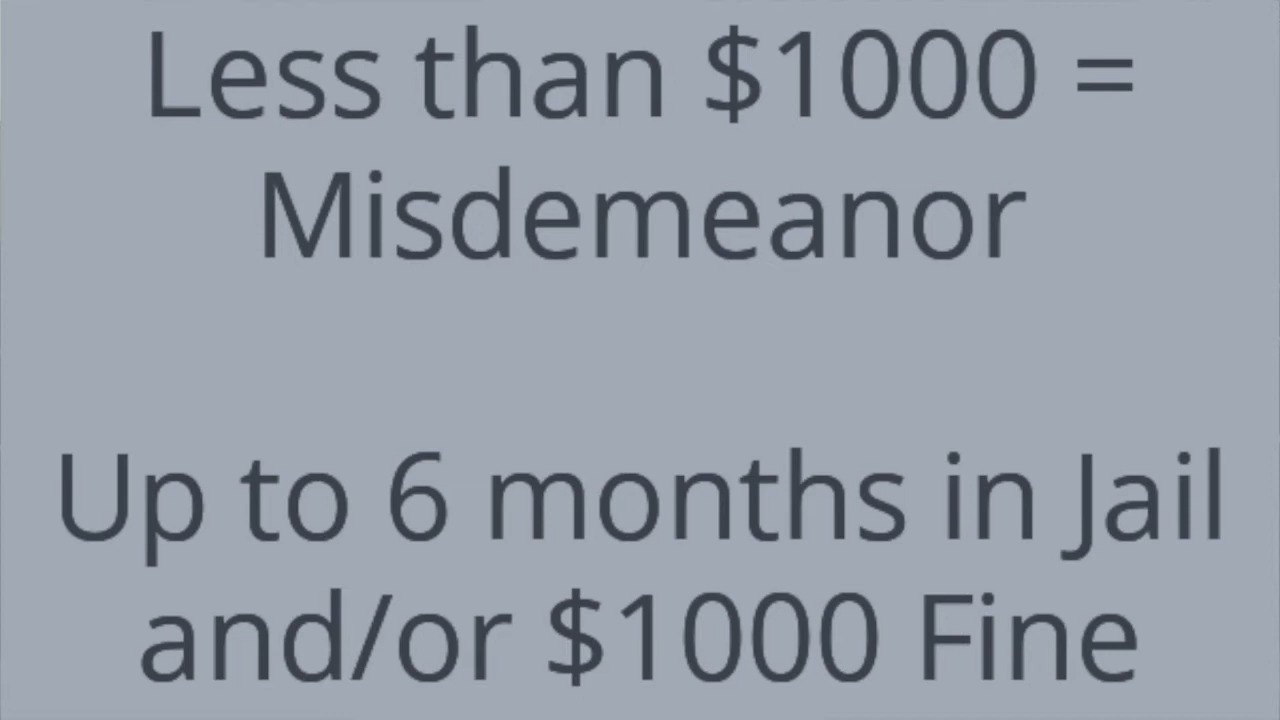 Less than $1000 =
Misdemeanor
Up to 6 months in Jail
and/or $1000 Fine